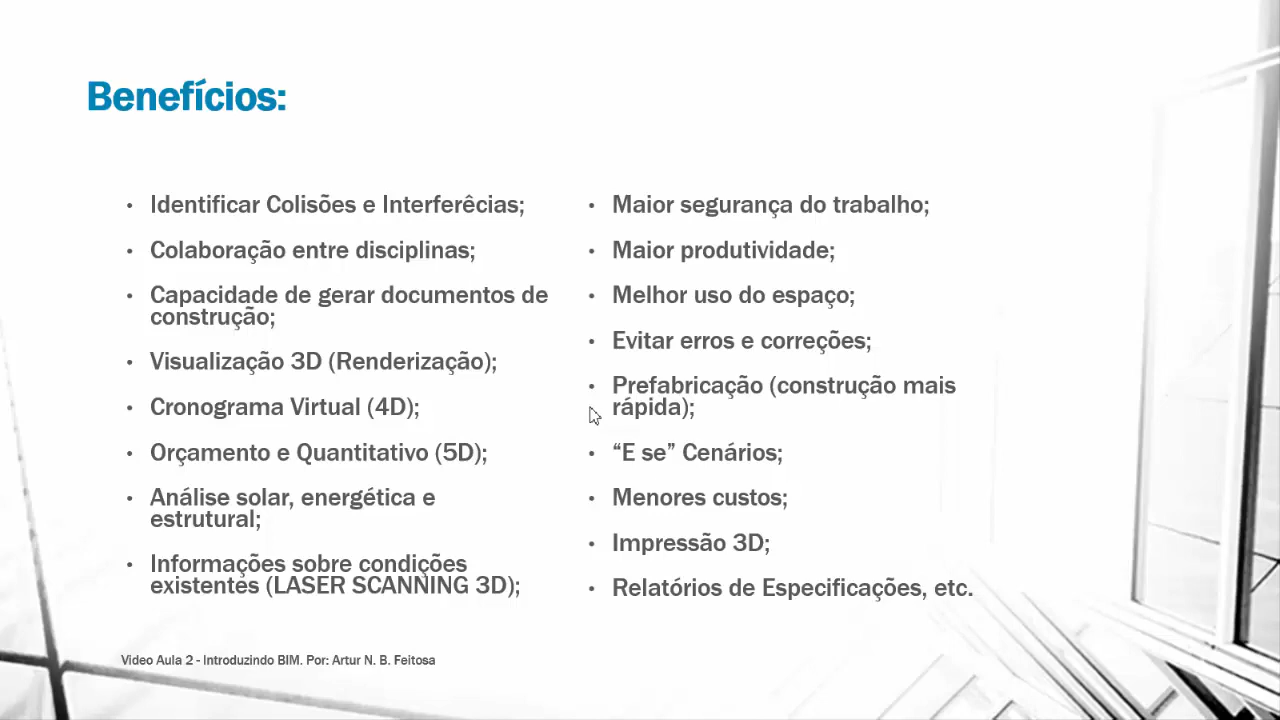 Benefícios:
• Identificar Colisões e Interferêcias;
• Colaboração entre disciplinas;
• Capacidade de gerar documentos de
construção;
• Visualização 3D (Renderização);
• Cronograma Virtual (4D);
• Orçamento e Quantitativo (5D);
• Análise solar, energética e
estrutural;
• Informações sobre condições
existentes (LASER SCANNING 3D);
• Maior segurança do trabalho;
• Maior produtividade;
• Melhor uso do espaço;
• Evitar erros e correções;
• Prefabricação (construção mais
rápida);
• “E se” Cenários;
• Menores custos;
• Impressão 3D;
• Relatórios de Especificações, etc.
Video Aula 2 - Introduzindo BIM. Por: Artur N. B. Feitosa